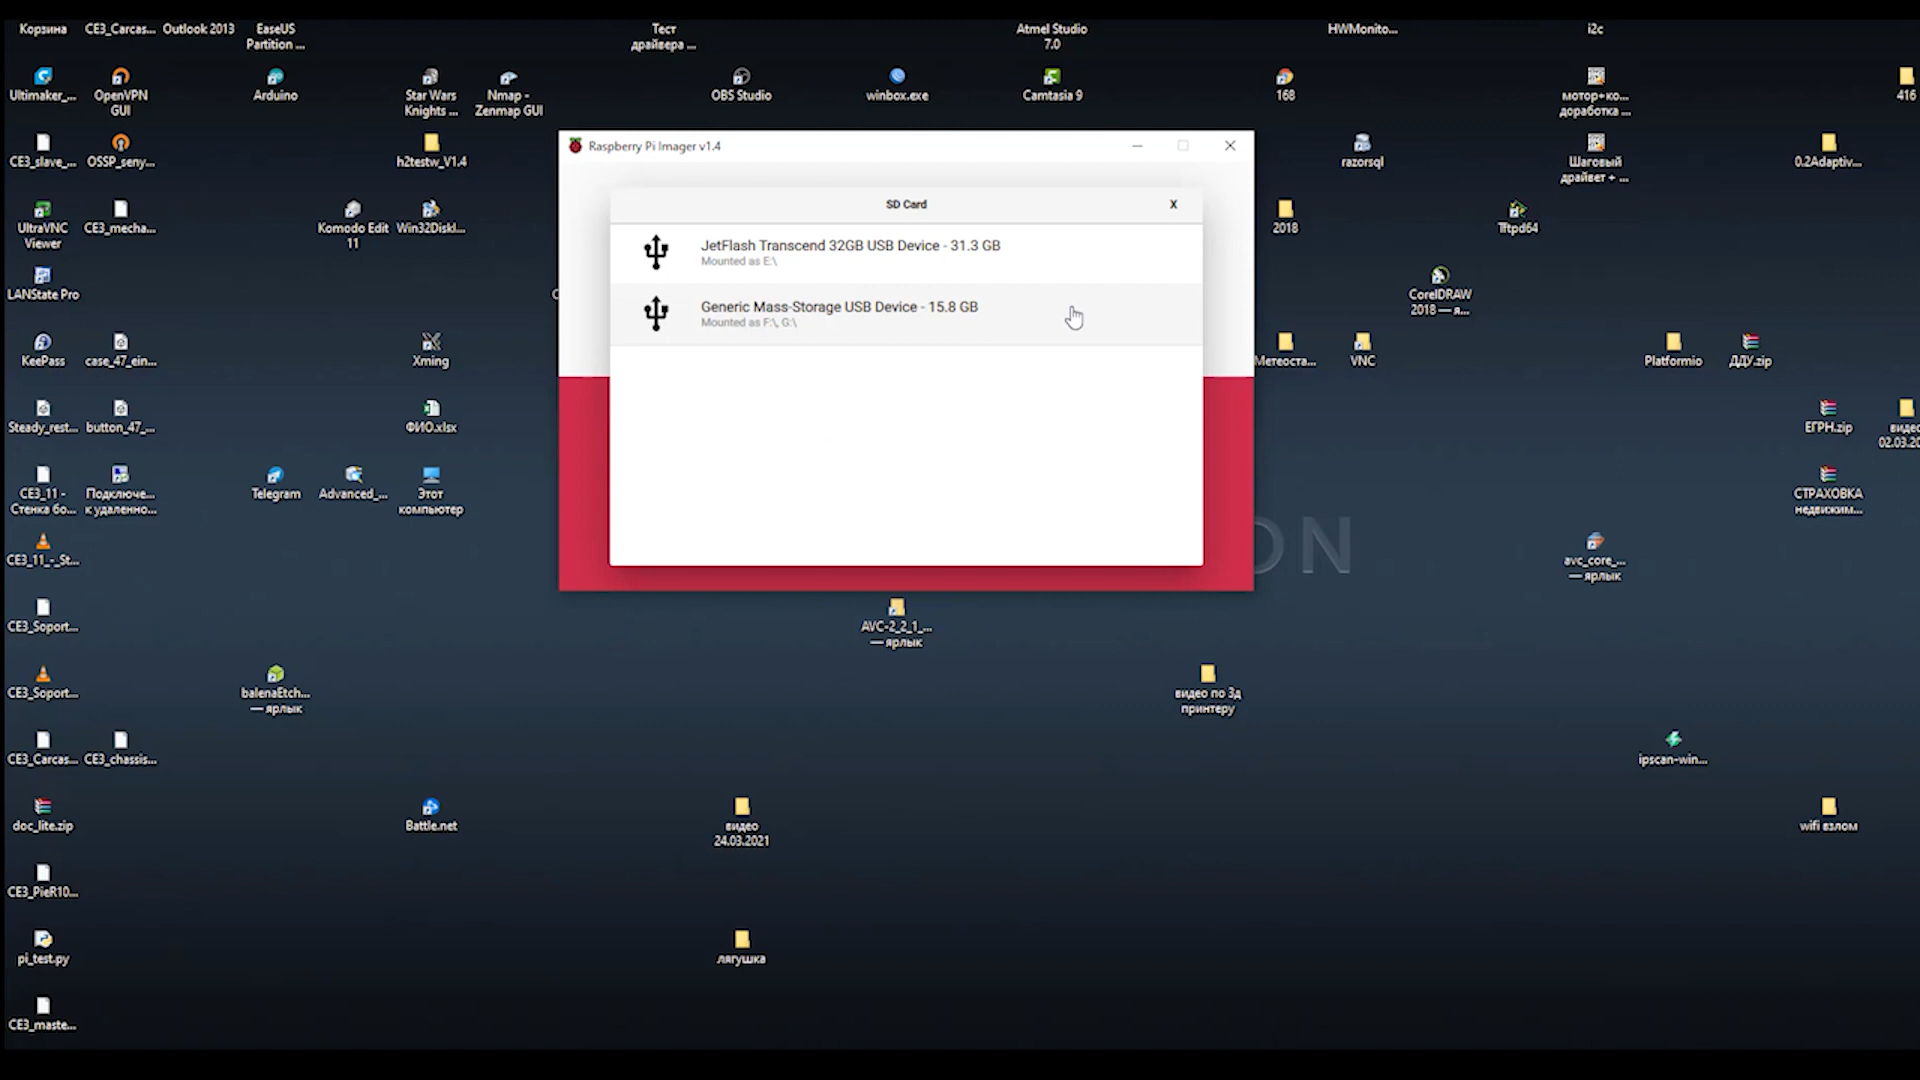 Корзина
CE3_Carcas...
Outlook 2013
EaseUS
Partition ...
Тест
драйвера ...
Atmel Studio
7.0
HWMonito...
i2c
Ultimaker_...
OpenVPN
GUI
Arduino
Star Wars
Knights ...
Nmap -
Zenmap GUI
OBS Studio
winbox.exe
Camtasia 9
168
мотор+ко...
доработка ...
416
Raspberry Pi Imager v1.4
CE3_slave_...
OSSP_seny...
h2testw_V1.4
razorsql
Шаговый
драйвет + ...
0.2Adaptiv...
SD Card
X
UltraVNC
Viewer
CE3_mecha...
Komodo Edit
11
Win32Diskl...
2018
Tftpd64
JetFlash Transcend 32GB USB Device - 31.3 GB
Mounted as E:\
LANState Pro
CorelDRAW
2018 — я...
Generic Mass-Storage USB Device - 15.8 GB
Mounted as F:\, G:\
KeePass
case_47_ein...
Xming
Метеоста...
VNC
Platformio
ДДУ.zip
Steady_rest...
button_47_...
ФИО.xlsx
ЕГРН.zip
видео
02.03.20
CE3_11 -
Стенка бо...
Подключе...
к удаленно...
Telegram
Advanced_...
Этот
компьютер
СТРАХОВКА
недвижим...
ON
CE3_11_-_St...
avc_core_...
— ярлык
CE3_Soport...
AVC-2_2_1_...
— ярлык
CE3_Soport...
balenaEtch...
— ярлык
видео по 3д
принтеру
CE3_Carcas...
CE3_chassis...
ipscan-win...
doc_lite.zip
Battle.net
видео
24.03.2021
wifi взлом
CE3_PieR10...
pi_test.py
лягушка
CE3_maste...